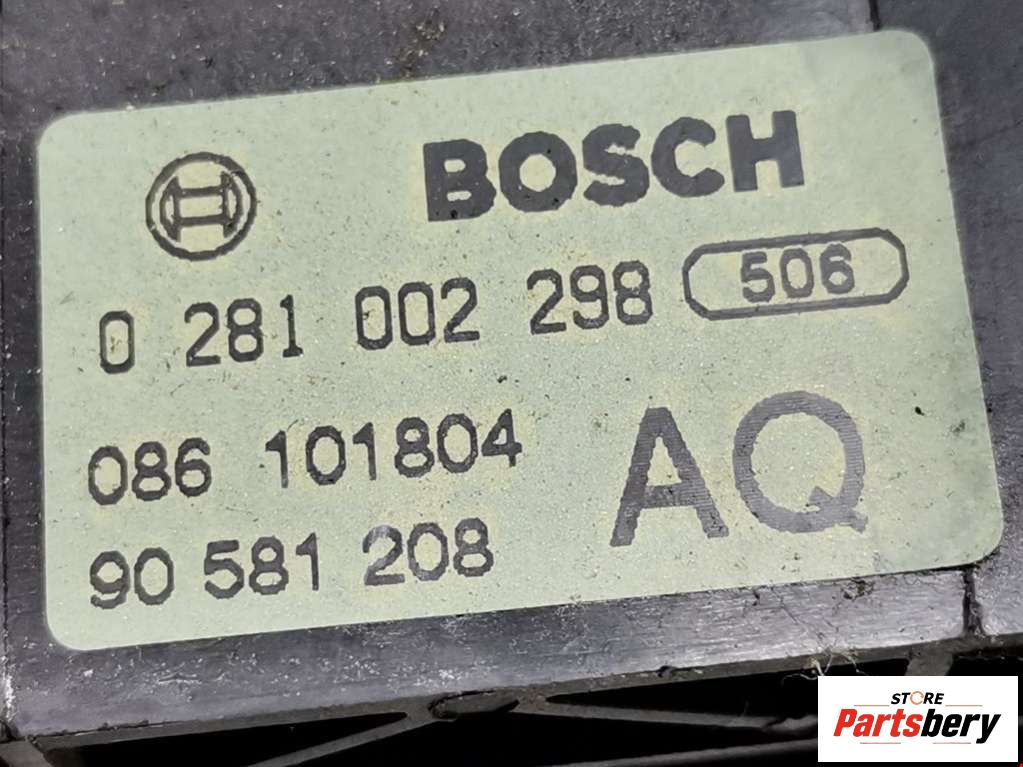 BOSCH
0 281 002 298 506
086 101804 AQ
90 581 208
STORE
Partsbery